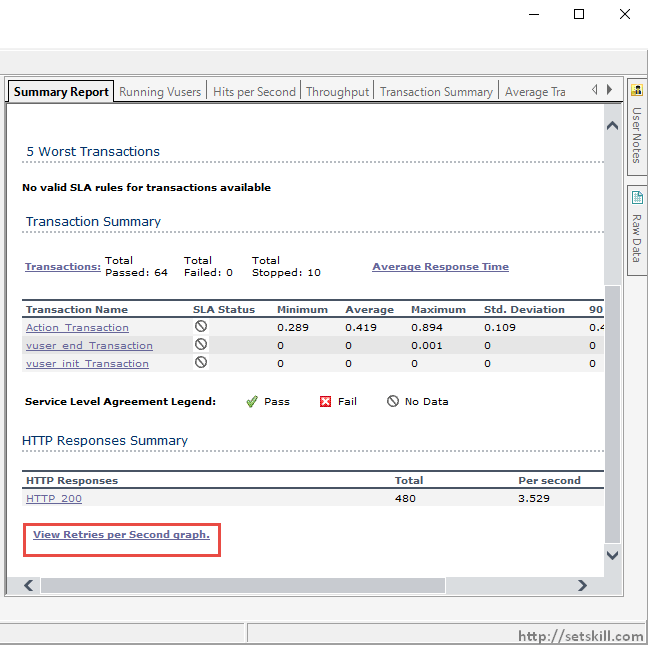 Summary Report Running Vusers Hits per Second Throughput Transaction Summary Average Tra
User Notes
Raw Data
5 Worst Transactions
No valid SLA rules for transactions available
Transaction Summary
Transactions: Total Passed: 64 Total Failed: 0 Total Stopped: 10 Average Response Time
Transaction Name SLA Status Minimum Average Maximum Std. Deviation 90
Action_Transaction 0.289 0.419 0.894 0.109 0.4
vuser_end_Transaction 0 0 0.001 0 0
vuser_init_Transaction 0 0 0 0 0
Service Level Agreement Legend: Pass Fail No Data
HTTP Responses Summary
HTTP Responses Total Per second
HTTP_200 480 3.529
View Retries per Second graph.
http://setskill.com